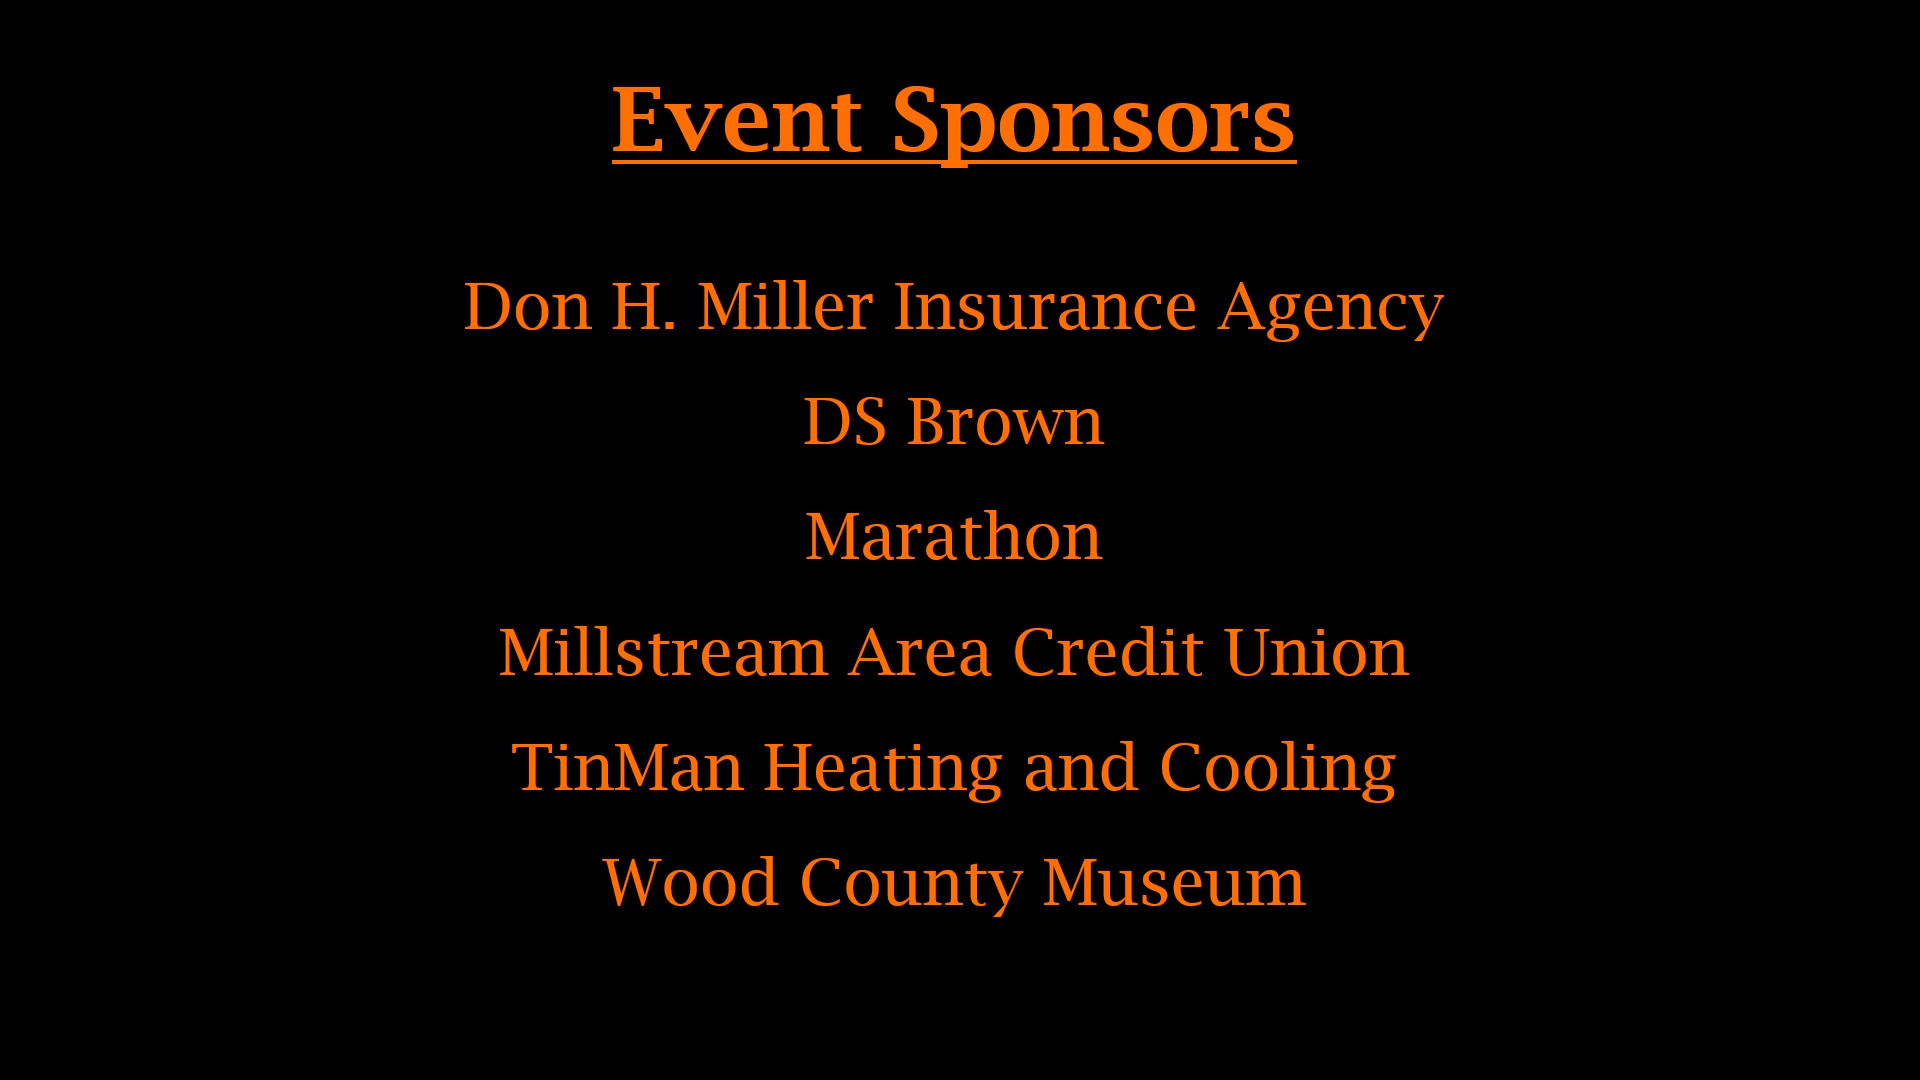 Event Sponsors
Don H. Miller Insurance Agency
DS Brown
Marathon
Millstream Area Credit Union
TinMan Heating and Cooling
Wood County Museum